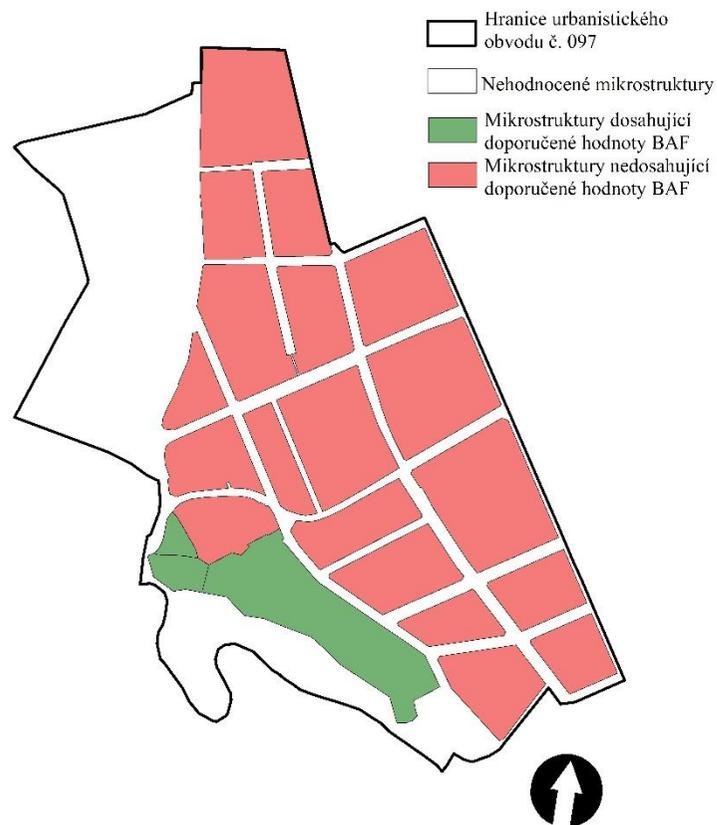 Hranice urbanistického
obvodu č. 097
Nehodnocené mikrostruktury
Mikrostruktury dosahující
doporučené hodnoty BAF
Mikrostruktury nedosahující
doporučené hodnoty BAF